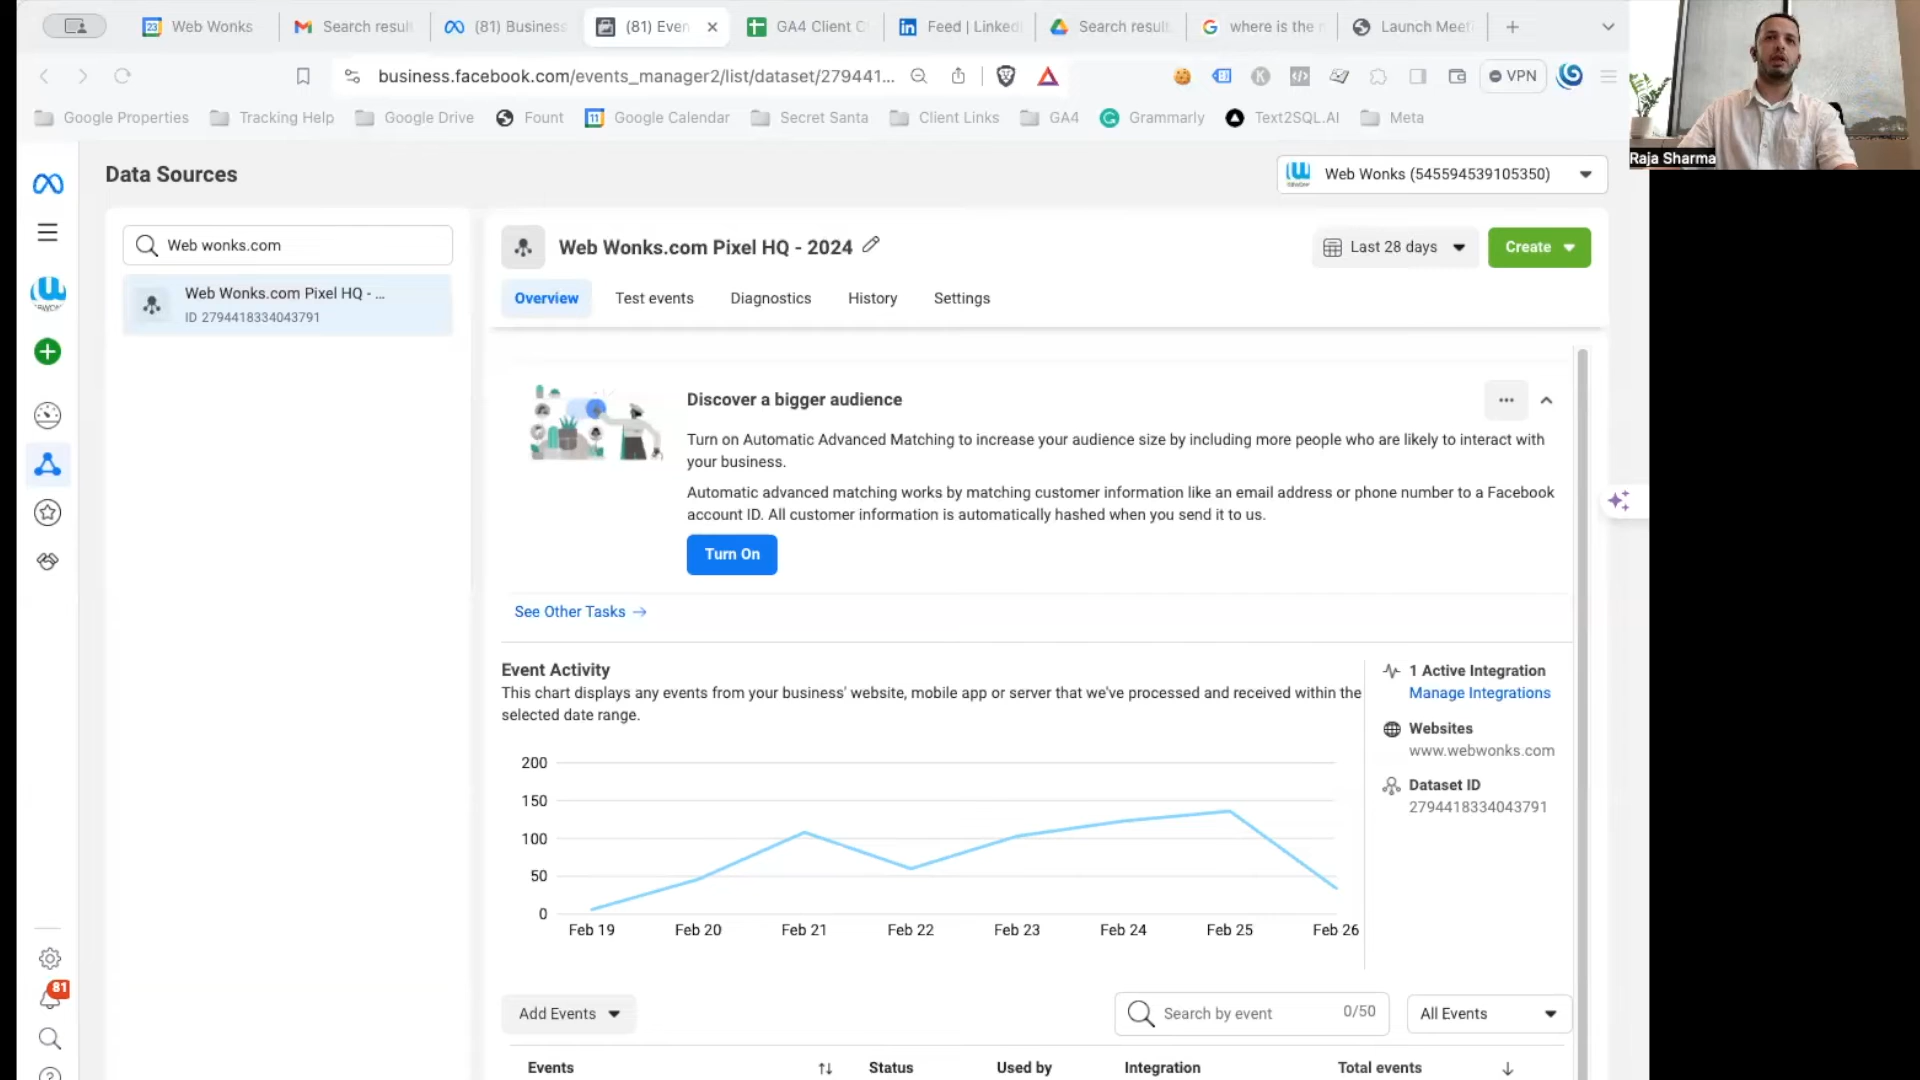 Web Wonks
Search result
(81) Business
(81) Even
GA4 Client C
Feed | Linked
Search result
where is the
Launch Meeti
business.facebook.com/events_manager2/list/dataset/279441...
VPN
Google Properties
Tracking Help
Google Drive
Fount
Google Calendar
Secret Santa
Client Links
GA4
Grammarly
Text2SQL.AI
Meta
Raja Sharma
Data Sources
Web Wonks (545594539105350)
Web wonks.com
Web Wonks.com Pixel HQ - ...
ID 2794418334043791
Web Wonks.com Pixel HQ - 2024
Last 28 days
Create
Overview
Test events
Diagnostics
History
Settings
Discover a bigger audience
Turn on Automatic Advanced Matching to increase your audience size by including more people who are likely to interact with
your business.
Automatic advanced matching works by matching customer information like an email address or phone number to a Facebook
account ID. All customer information is automatically hashed when you send it to us.
Turn On
See Other Tasks
Event Activity
This chart displays any events from your business' website, mobile app or server that we've processed and received within the
selected date range.
1 Active Integration
Manage Integrations
Websites
www.webwonks.com
Dataset ID
2794418334043791
200
150
100
50
0
Feb 19
Feb 20
Feb 21
Feb 22
Feb 23
Feb 24
Feb 25
Feb 26
81
Add Events
Search by event
0/50
All Events
Events
Status
Used by
Integration
Total events